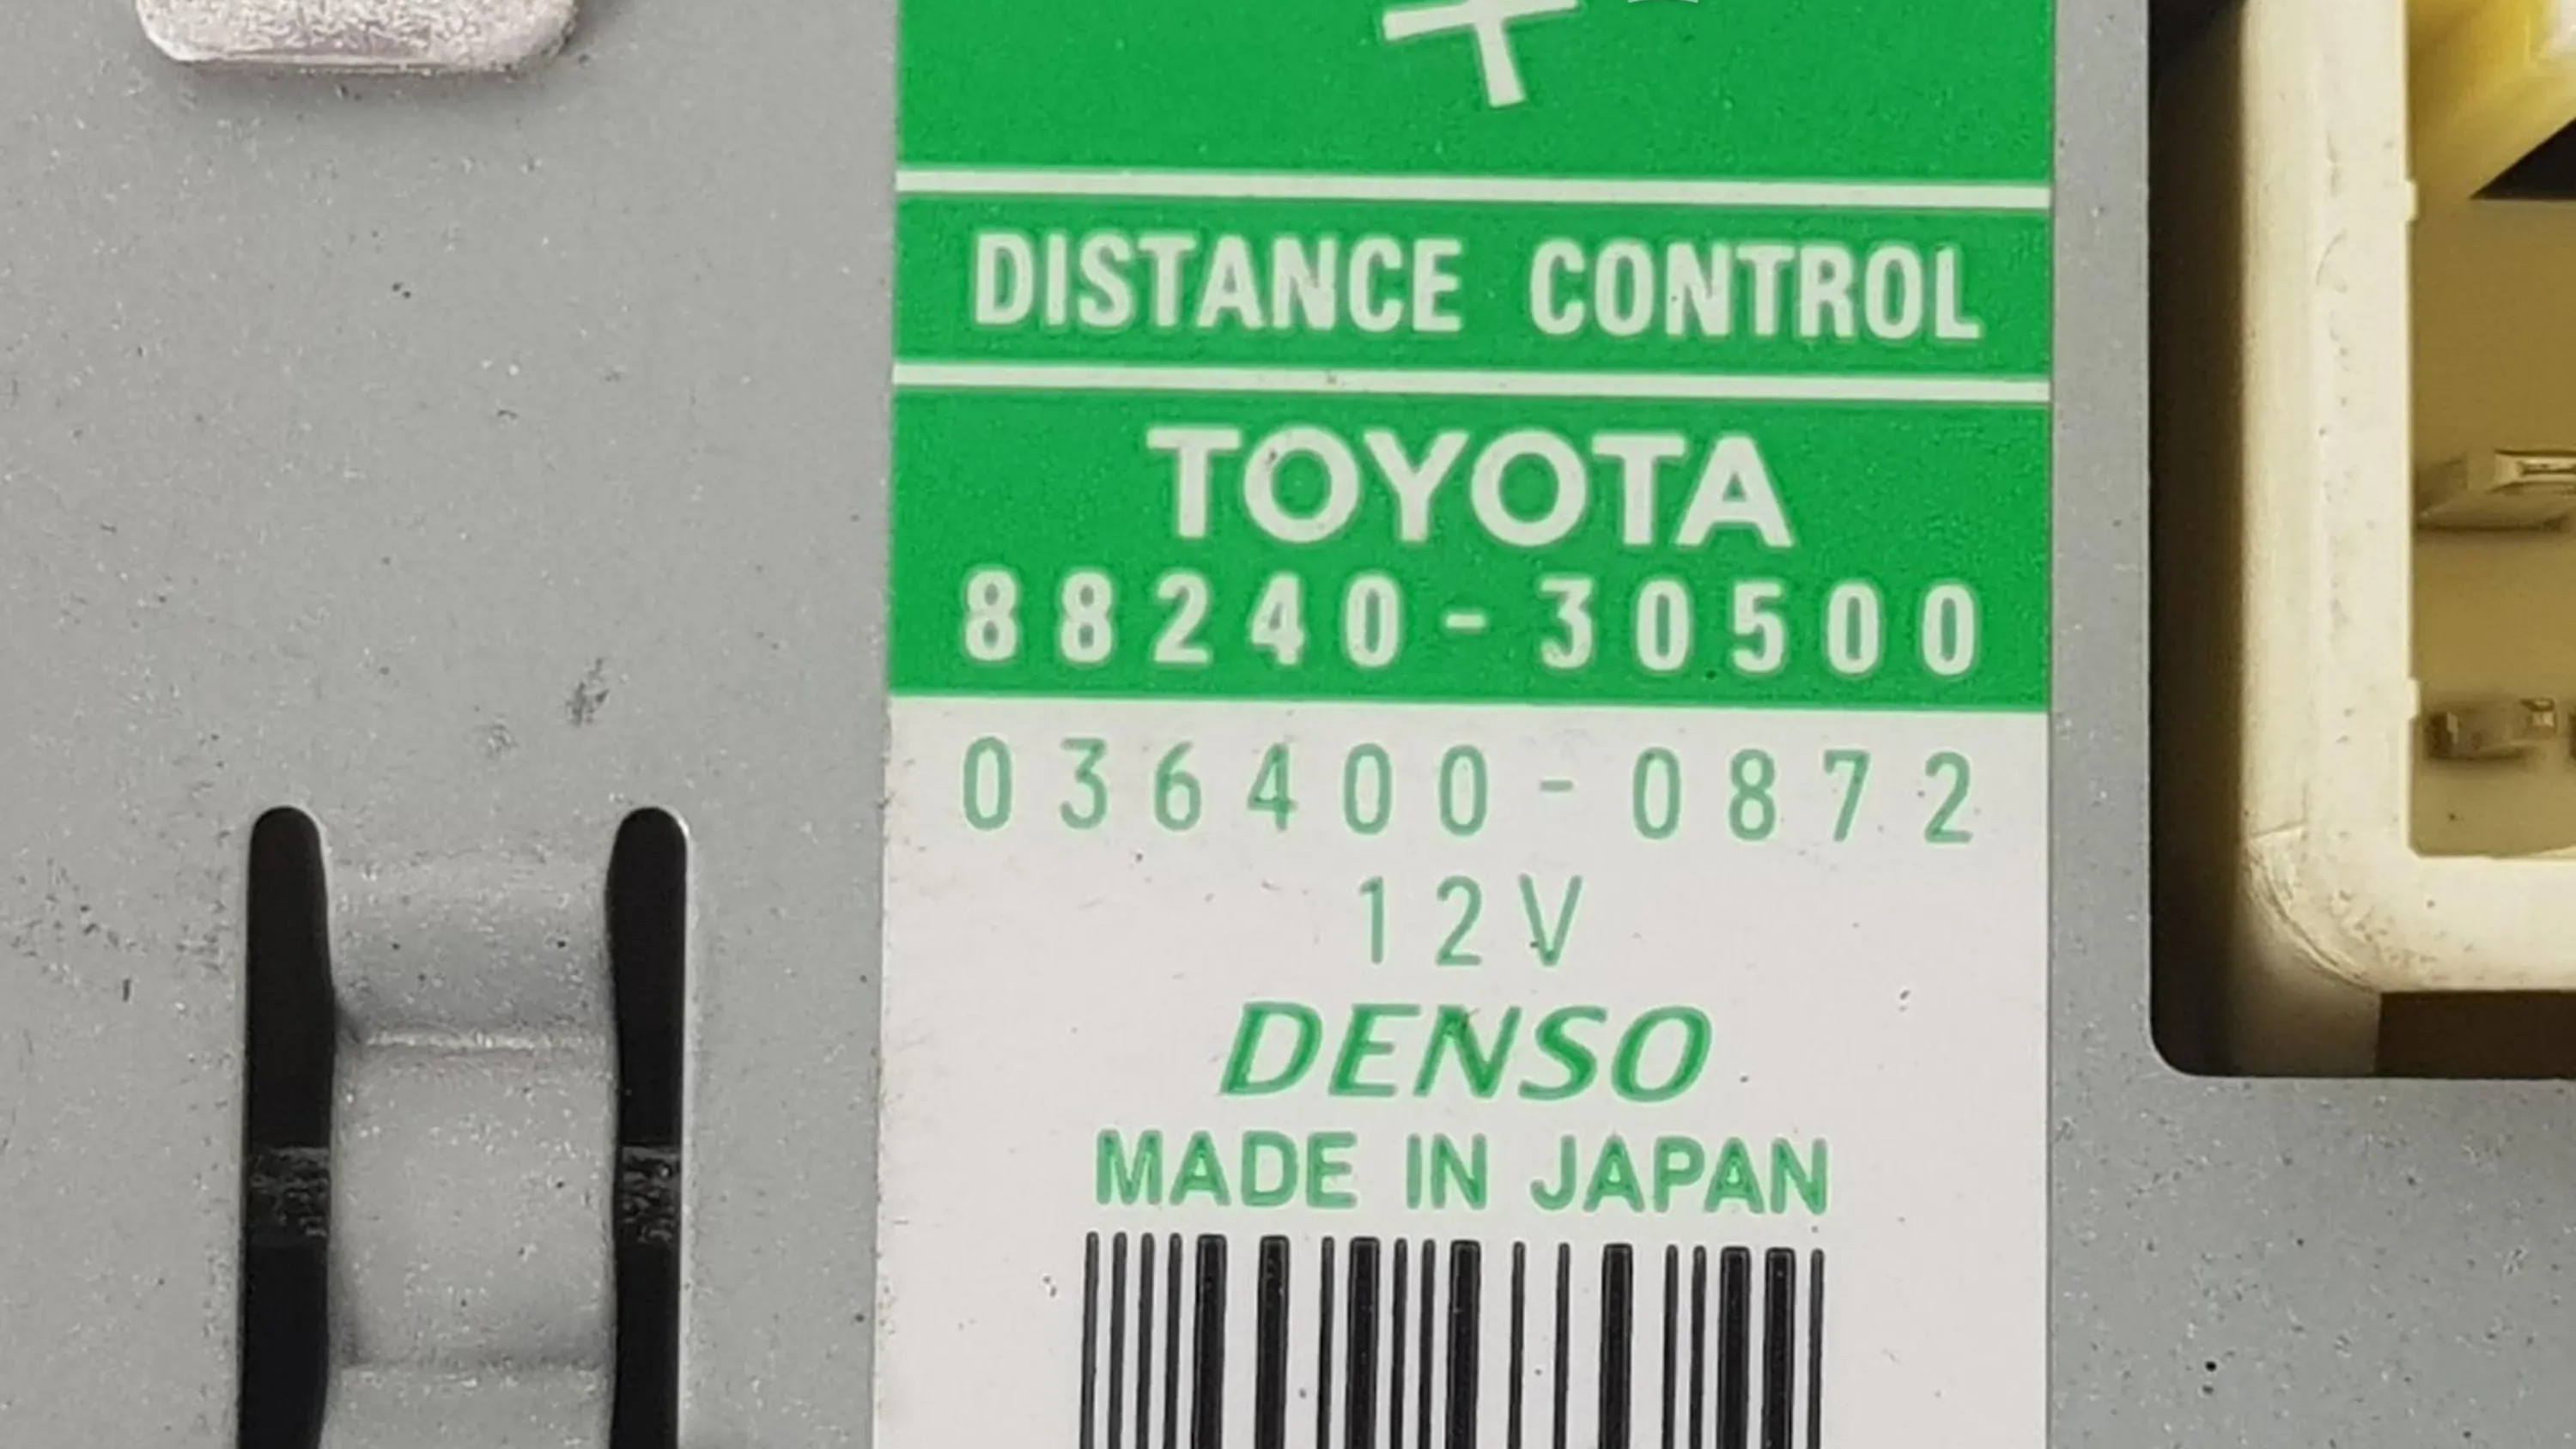 DISTANCE CONTROL
TOYOTA
88240-30500
036400-0872
12V
DENSO
MADE IN JAPAN